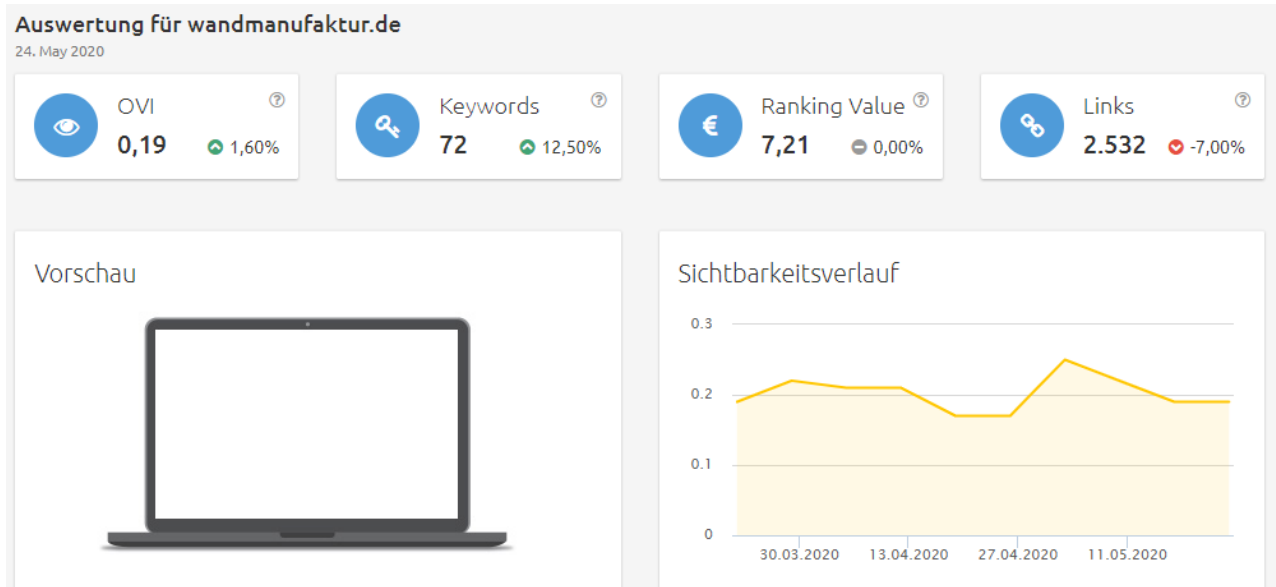 Auswertung für wandmanufaktur.de
24. May 2020
OVI
0,19 1,60%
Keywords
72 12,50%
Ranking Value
€
7,21 0,00%
Links
2.532 -7,00%
Vorschau
Sichtbarkeitsverlauf
0.3
0.2
0.1
0
30.03.2020 13.04.2020 27.04.2020 11.05.2020